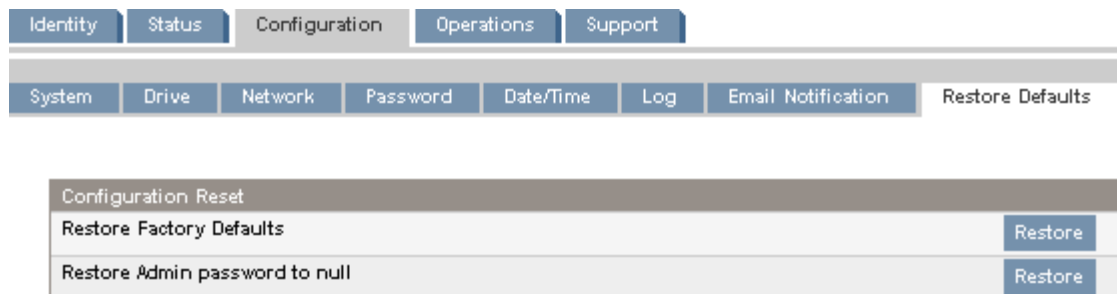 Identity Status Configuration Operations Support
System Drive Network Password Date/Time Log Email Notification Restore Defaults
Configuration Reset
Restore Factory Defaults Restore
Restore Admin password to null Restore